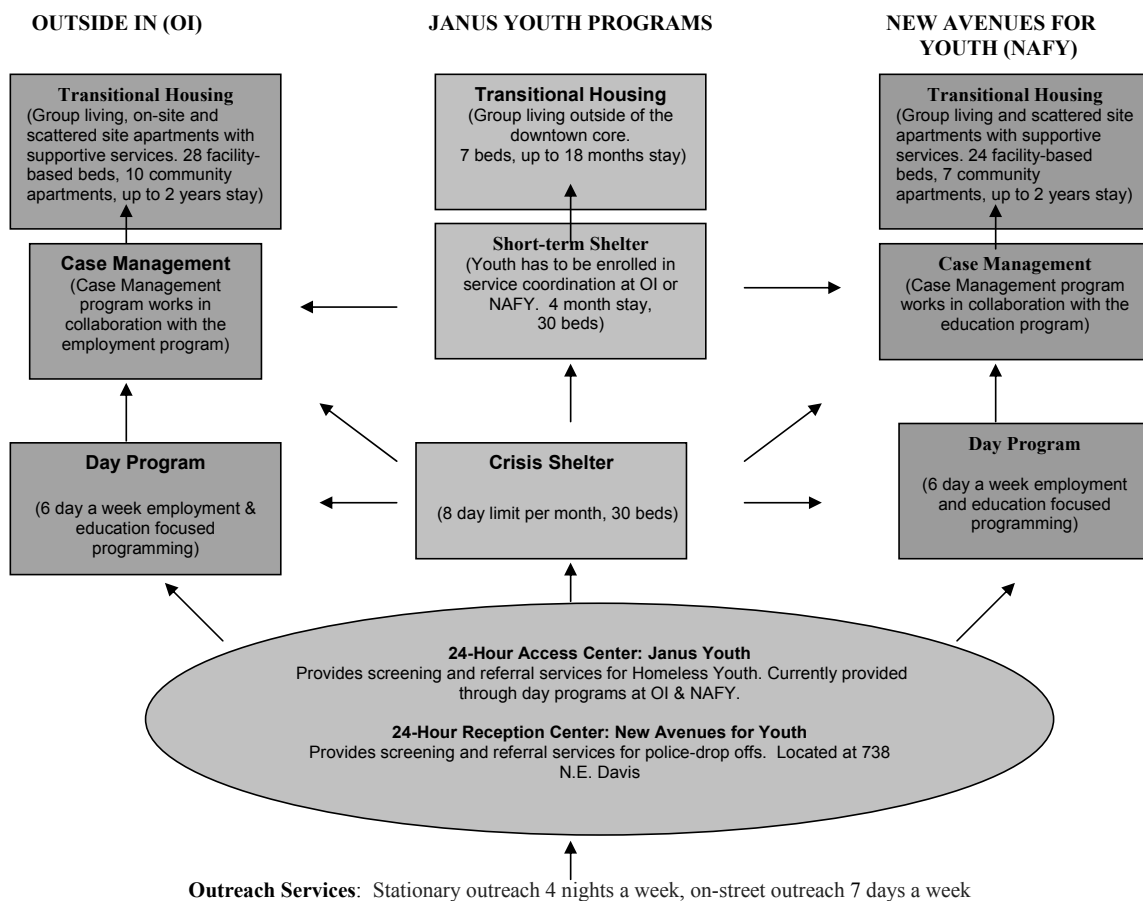 OUTSIDE IN (OI)
JANUS YOUTH PROGRAMS
NEW AVENUES FOR
YOUTH (NAFY)
Transitional Housing
(Group living, on-site and
scattered site apartments with
supportive services. 28 facility-
based beds, 10 community
apartments, up to 2 years stay)
Transitional Housing
(Group living outside of the
downtown core.
7 beds, up to 18 months stay)
Transitional Housing
(Group living and scattered site
apartments with supportive
services. 24 facility-based
beds, 7 community
apartments, up to 2 years stay)
Case Management
(Case Management
program works in
collaboration with the
employment program)
Short-term Shelter
(Youth has to be enrolled in
service coordination at OI or
NAFY. 4 month stay,
30 beds)
Case Management
(Case Management program
works in collaboration with the
education program)
Day Program
(6 day a week employment &
education focused
programming)
Crisis Shelter
(8 day limit per month, 30 beds)
Day Program
(6 day a week employment
and education focused
programming)
24-Hour Access Center: Janus Youth
Provides screening and referral services for Homeless Youth. Currently provided
through day programs at OI & NAFY.
24-Hour Reception Center: New Avenues for Youth
Provides screening and referral services for police-drop offs. Located at 738
N.E. Davis
Outreach Services: Stationary outreach 4 nights a week, on-street outreach 7 days a week